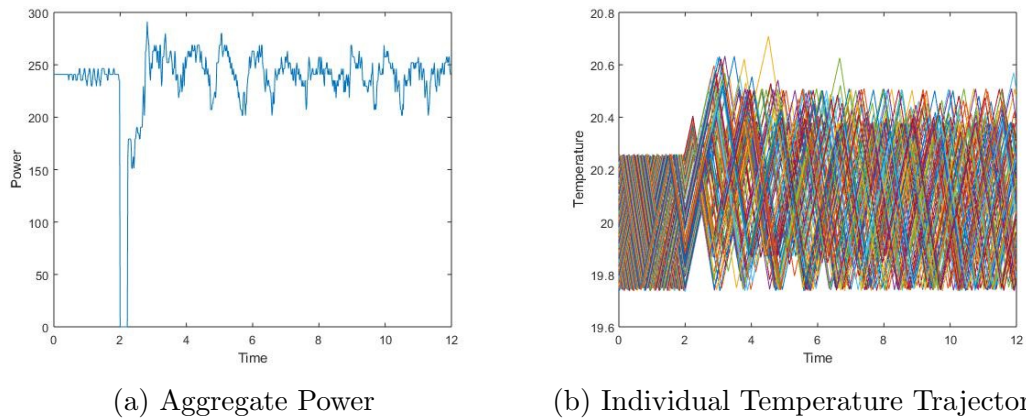 300
250
200
150
100
50
0
Power
0 2 4 6 8 10 12
Time
20.8
20.6
20.4
20.2
20
19.8
19.6
Temperature
0 2 4 6 8 10 12
Time
(a) Aggregate Power
(b) Individual Temperature Trajector